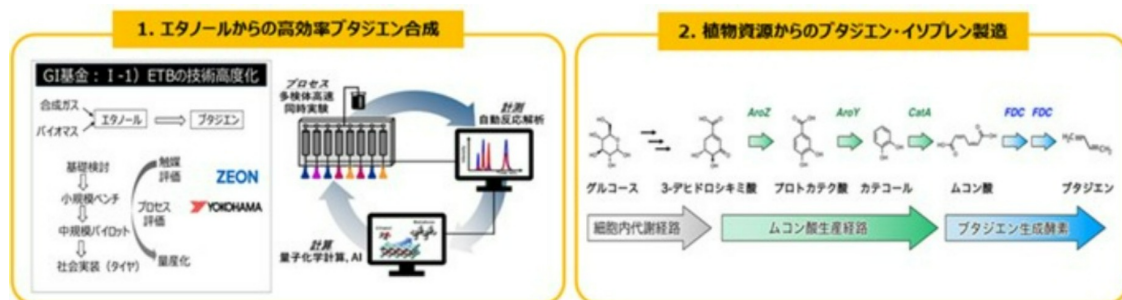 1. エタノールからの高効率ブタジエン合成
GI基金:Ⅰ-1)ETBの技術高度化
合成ガス
バイオマス
エタノール
ブタジエン
基礎検討
小規模ベンチ
中規模パイロット
社会実装(タイヤ)
触媒
評価
プロセス
評価
量産化
ZEON
YOKOHAMA
プロセス
多検体高速
同時実験
計測
自動反応解析
計算
量子化学計算, AI
2. 植物資源からのブタジエン・イソプレン製造
AroZ
AroY
CatA
FDC
FDC
グルコース
3-デヒドロシキミ酸
プロトカテク酸
カテコール
ムコン酸
ブタジエン
細胞内代謝経路
ムコン酸生産経路
ブタジエン生成酵素